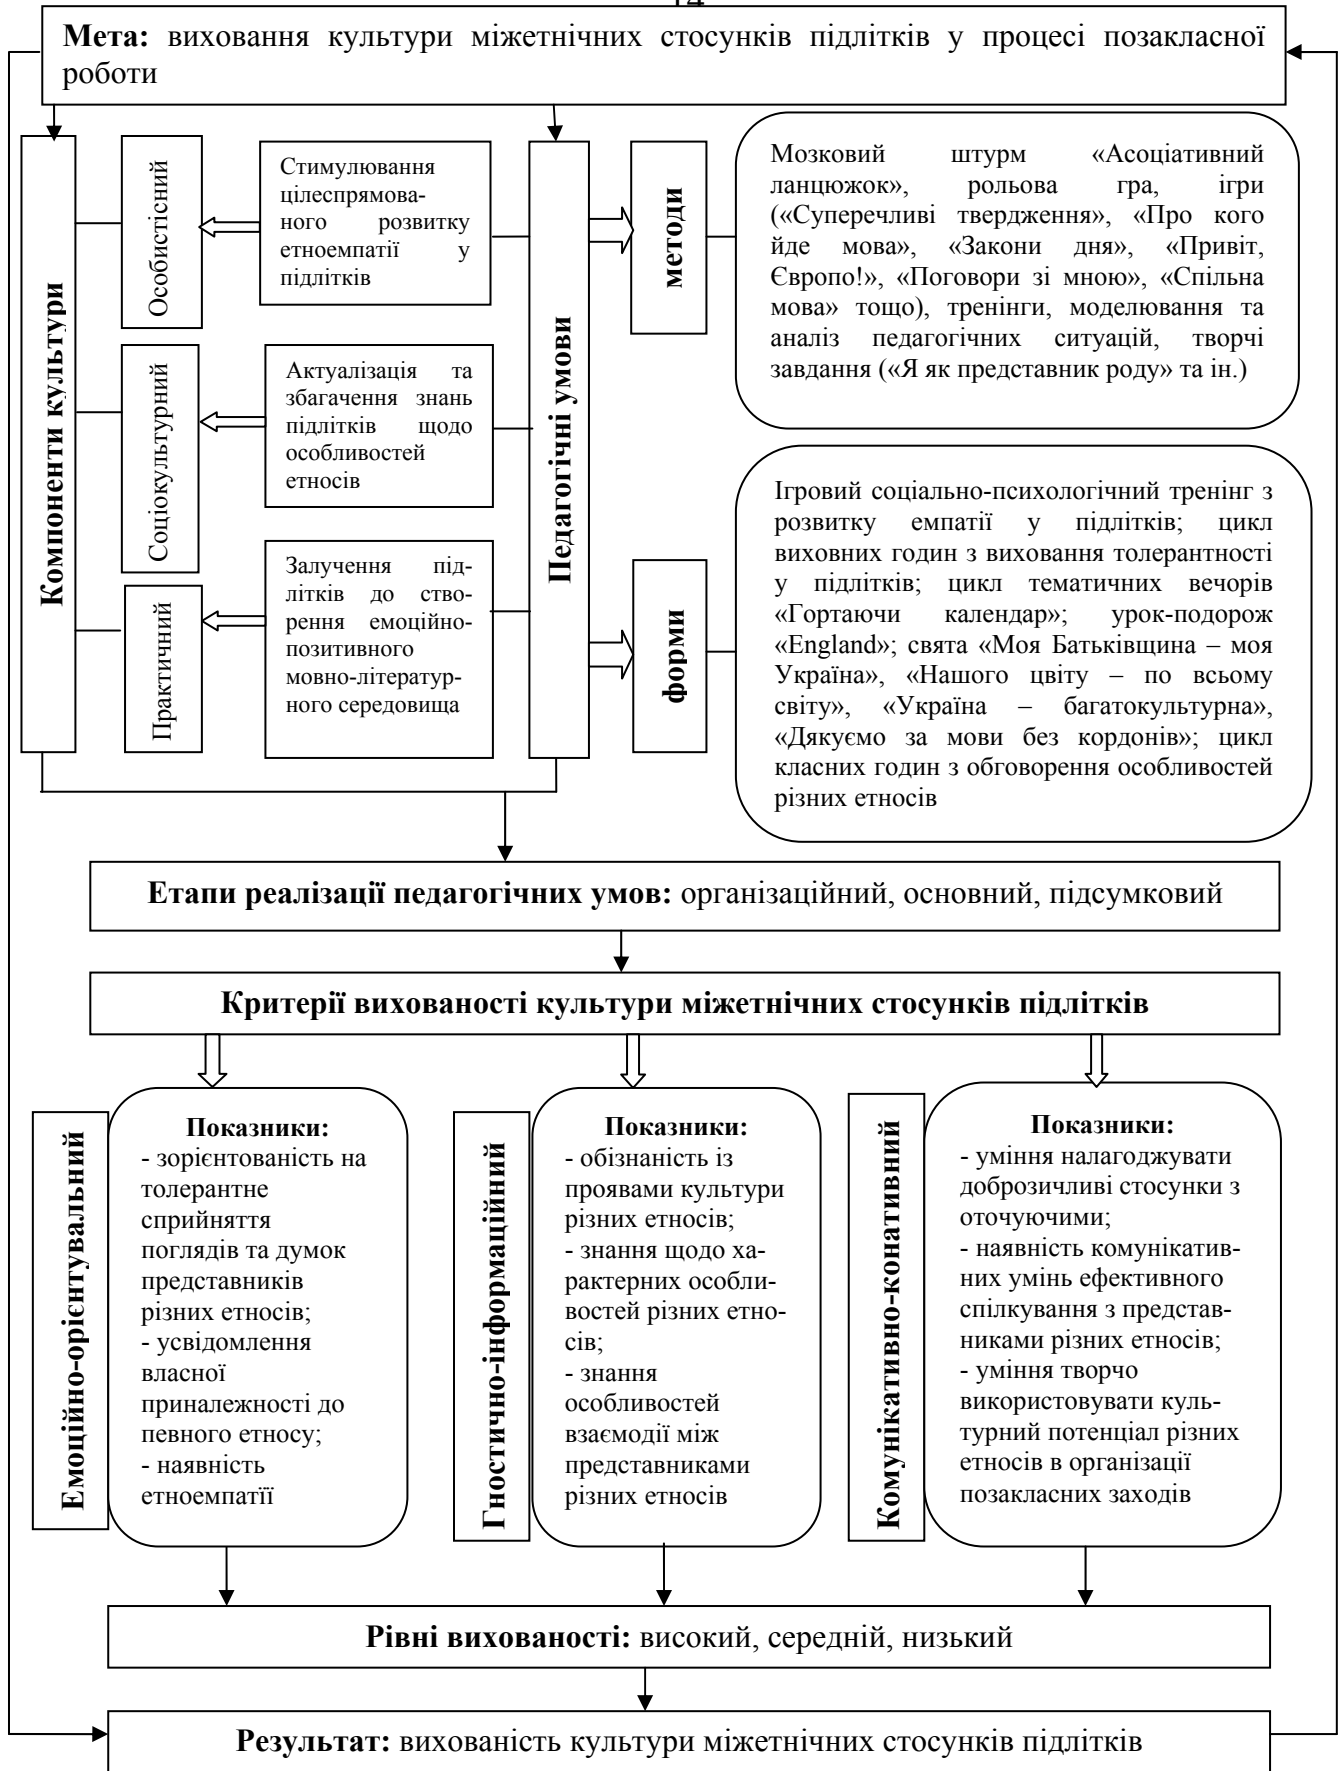 14
Мета: виховання культури міжетнічних стосунків підлітків у процесі позакласної
роботи
Компоненти культури
Особистісний
Соціокультурний
Практичний
Стимулювання
цілеспрямова-
ного розвитку
етноемпатії у
підлітків
Актуалізація та
збагачення знань
підлітків щодо
особливостей
етносів
Залучення під-
літків до ство-
рення емоційно-
позитивного
мовно-літератур-
ного середовища
Педагогічні умови
методи
Мозковий штурм «Асоціативний
ланцюжок», рольова гра, ігри
(«Суперечливі твердження», «Про кого
йде мова», «Закони дня», «Привіт,
Європо!», «Поговори зі мною», «Спільна
мова» тощо), тренінги, моделювання та
аналіз педагогічних ситуацій, творчі
завдання («Я як представник роду» та ін.)
форми
Ігровий соціально-психологічний тренінг з
розвитку емпатії у підлітків; цикл
виховних годин з виховання толерантності
у підлітків; цикл тематичних вечорів
«Гортаючи календар»; урок-подорож
«England»; свята «Моя Батьківщина – моя
Україна», «Нашого цвіту – по всьому
світу», «Україна – багатокультурна»,
«Дякуємо за мови без кордонів»; цикл
класних годин з обговорення особливостей
різних етносів
Етапи реалізації педагогічних умов: організаційний, основний, підсумковий
Критерії вихованості культури міжетнічних стосунків підлітків
Емоційно-орієнтувальний
Показники:
- зорієнтованість на
толерантне
сприйняття
поглядів та думок
представників
різних етносів;
- усвідомлення
власної
приналежності до
певного етносу;
- наявність
етноемпатїї
Гностично-інформаційний
Показники:
- обізнаність із
проявами культури
різних етносів;
- знання щодо ха-
рактерних особли-
востей різних етно-
сів;
- знання
особливостей
взаємодії між
представниками
різних етносів
Комунікативно-конативний
Показники:
- уміння налагоджувати
доброзичливі стосунки з
оточуючими;
- наявність комунікатив-
них умінь ефективного
спілкування з представ-
никами різних етносів;
- уміння творчо
використовувати куль-
турний потенціал різних
етносів в організації
позакласних заходів
Рівні вихованості: високий, середній, низький
Результат: вихованість культури міжетнічних стосунків підлітків